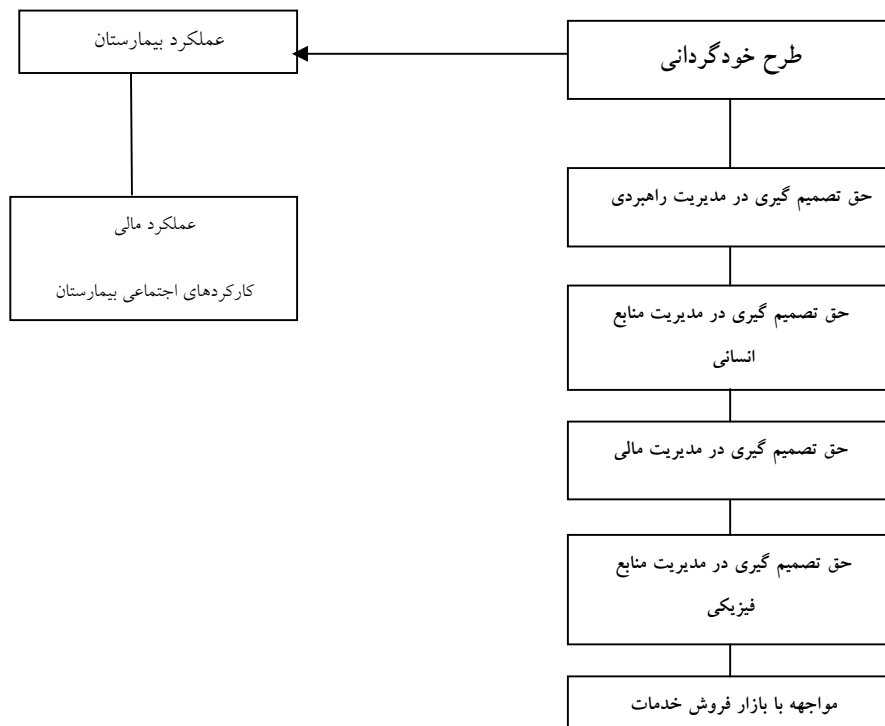 طرح خودگردانی
عملکرد بیمارستان
حق تصمیم گیری در مدیریت راهبردی
عملکرد مالی
کارکردهای اجتماعی بیمارستان
حق تصمیم گیری در مدیریت منابع
انسانی
حق تصمیم گیری در مدیریت مالی
حق تصمیم گیری در مدیریت منابع
فیزیکی
مواجهه با بازار فروش خدمات